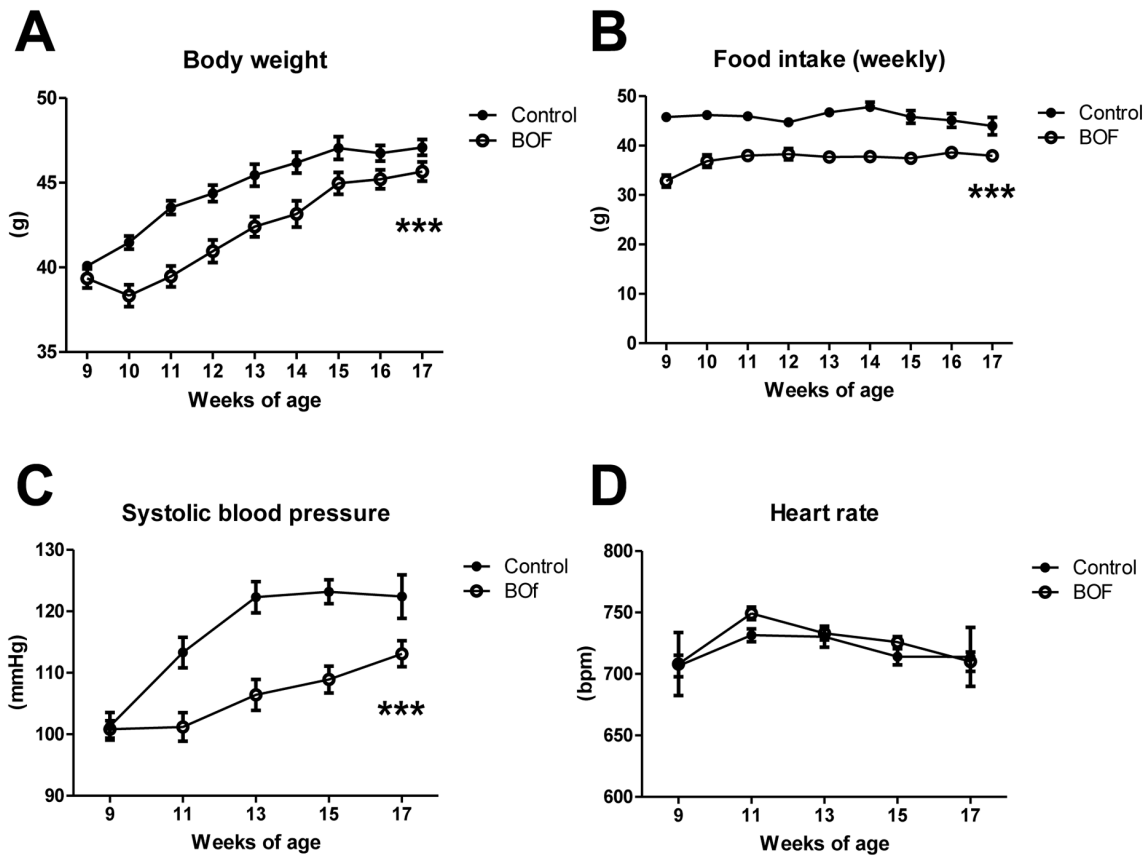 A
Body weight
50
45
40
35
(g)
9 10 11 12 13 14 15 16 17
Weeks of age
Control
BOF
***
B
Food intake (weekly)
50
40
30
20
10
0
(g)
9 10 11 12 13 14 15 16 17
Weeks of age
Control
BOF
***
C
Systolic blood pressure
130
120
110
100
90
(mmHg)
9 11 13 15 17
Weeks of age
Control
BOf
***
D
Heart rate
800
750
700
650
600
(bpm)
9 11 13 15 17
Weeks of age
Control
BOF